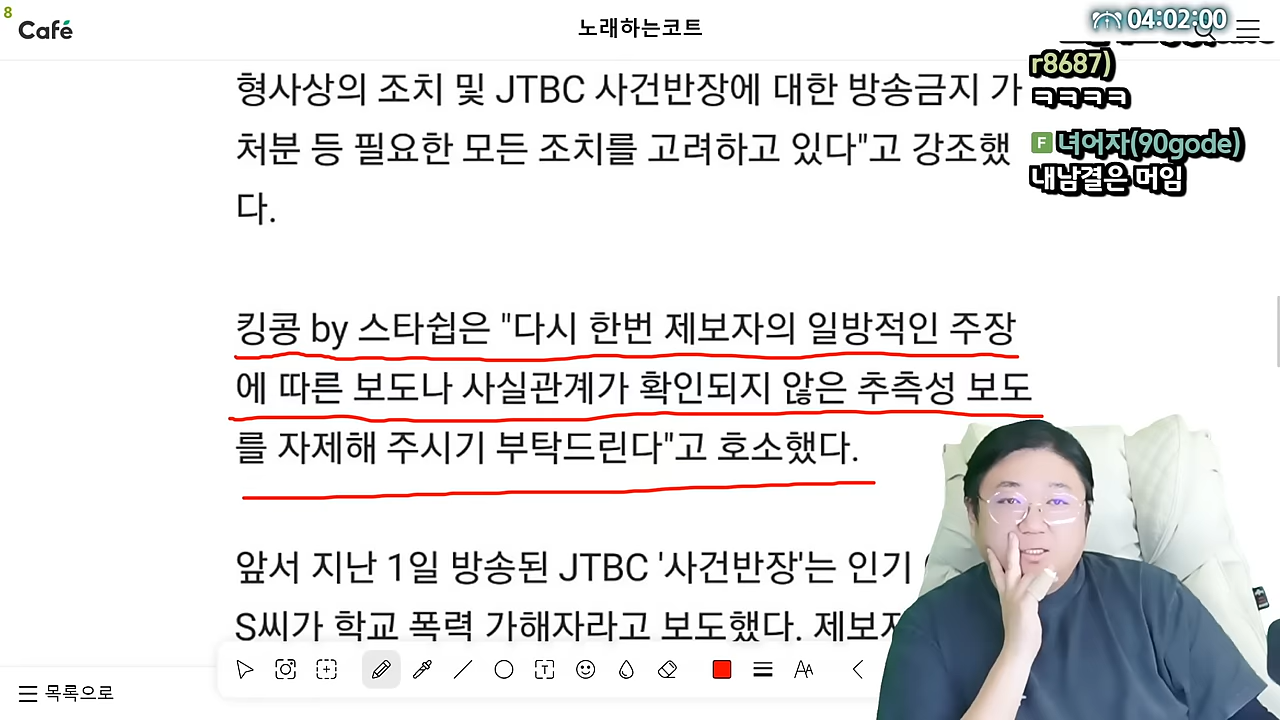 8
Café
노래하는코트
04:02:00
r8687)
ㅋㅋㅋㅋ
F 녀어자(90gode)
내남결은 머임
형사상의 조치 및 JTBC 사건반장에 대한 방송금지 가
처분 등 필요한 모든 조치를 고려하고 있다"고 강조했
다.
킹콩 by 스타쉽은 "다시 한번 제보자의 일방적인 주장
에 따른 보도나 사실관계가 확인되지 않은 추측성 보도
를 자제해 주시기 부탁드린다"고 호소했다.
앞서 지난 1일 방송된 JTBC '사건반장'는 인기
S씨가 학교 폭력 가해자라고 보도했다. 제보자
목록으로